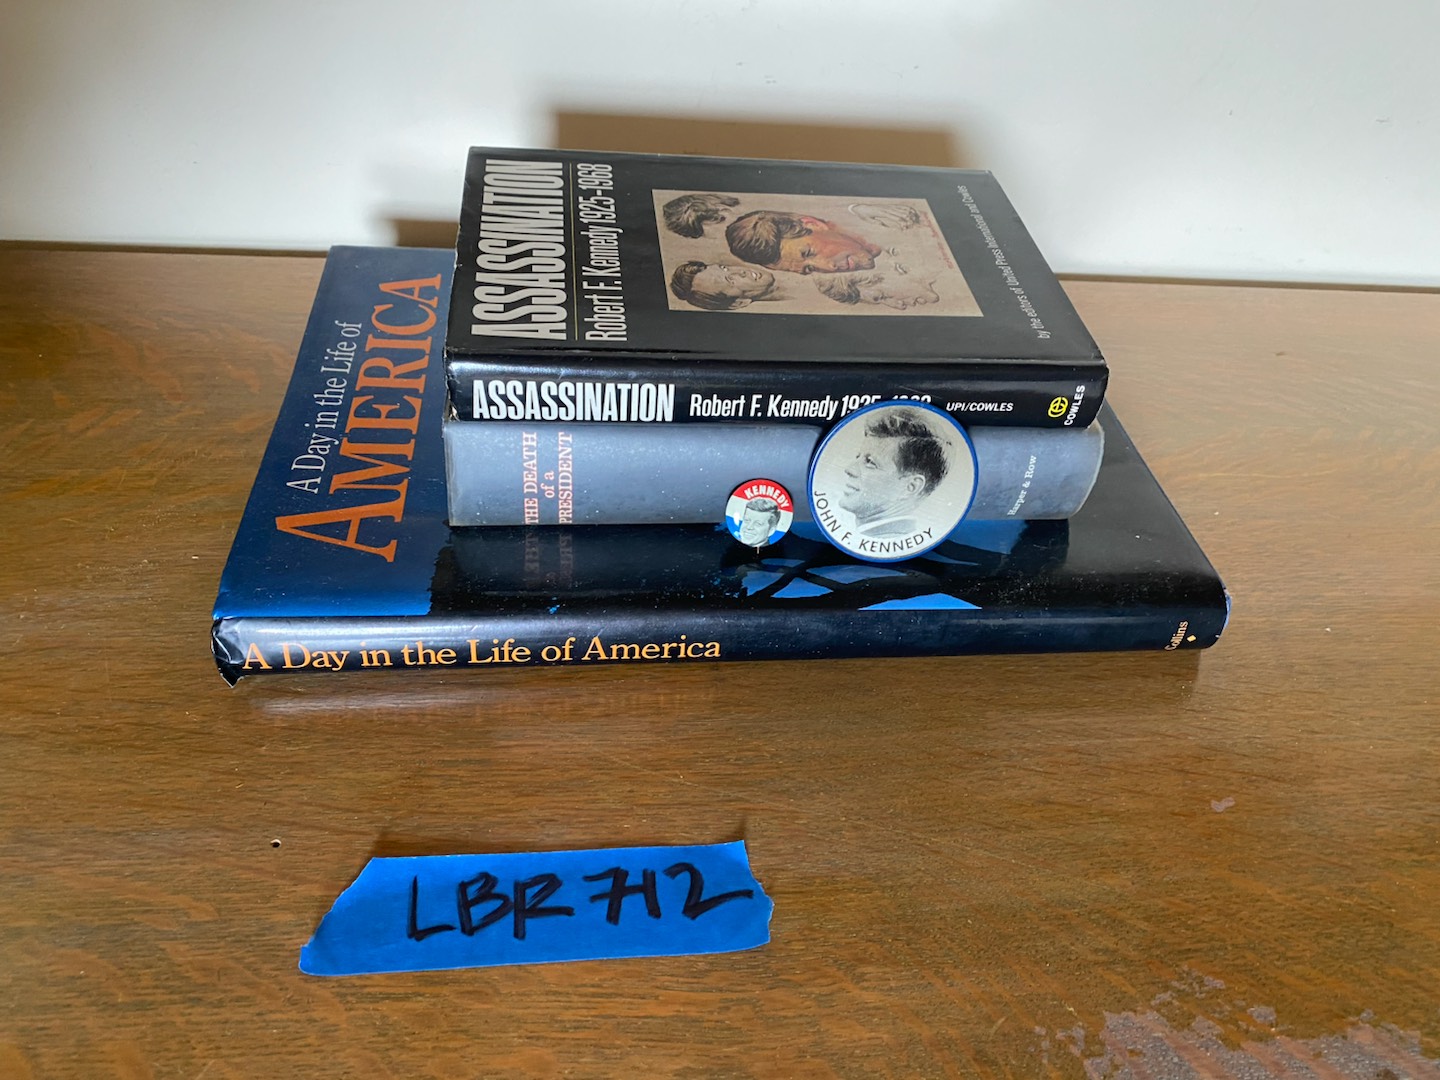 ASSASSINATION
Robert F. Kennedy 1925-1968
by the editors of United Press International and Cowles
ASSASSINATION Robert F. Kennedy UPI/COWLES
COWLES
A Day in the Life of
AMERICA
THE DEATH
of a
PRESIDENT
Harper & Row
KENNEDY
JOHN F. KENNEDY
A Day in the Life of America
Collins
LBR 712